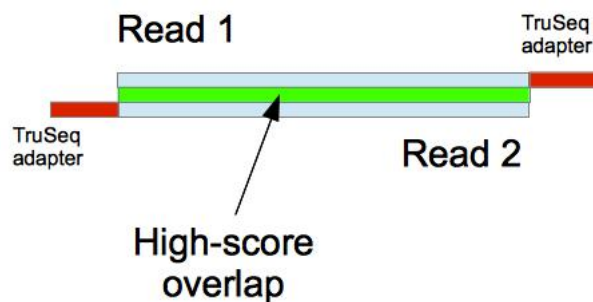 Read 1
TruSeq
adapter
TruSeq
adapter
Read 2
High-score
overlap